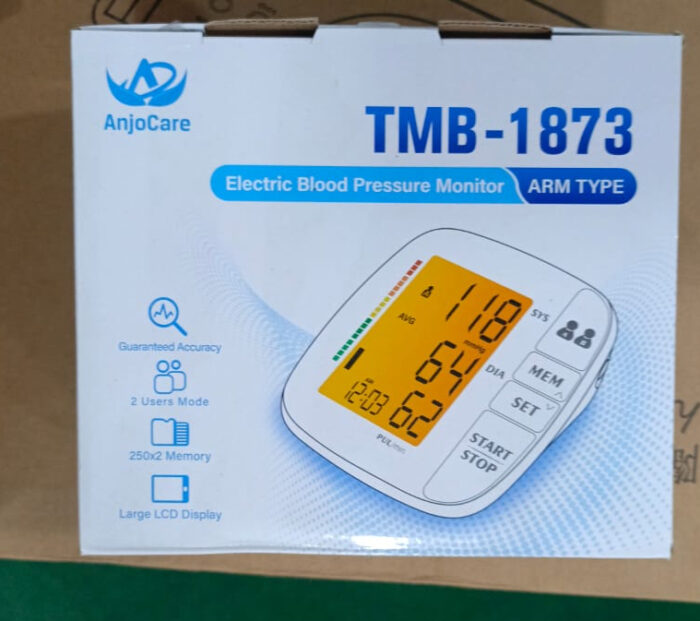 AnjoCare
TMB-1873
Electric Blood Pressure Monitor ARM TYPE
Guaranteed Accuracy
2 Users Mode
250x2 Memory
Large LCD Display
118
SYS
AVG
mmHg
64
DIA
AM
12:03
62
PUL/min
MEM
SET
START
STOP